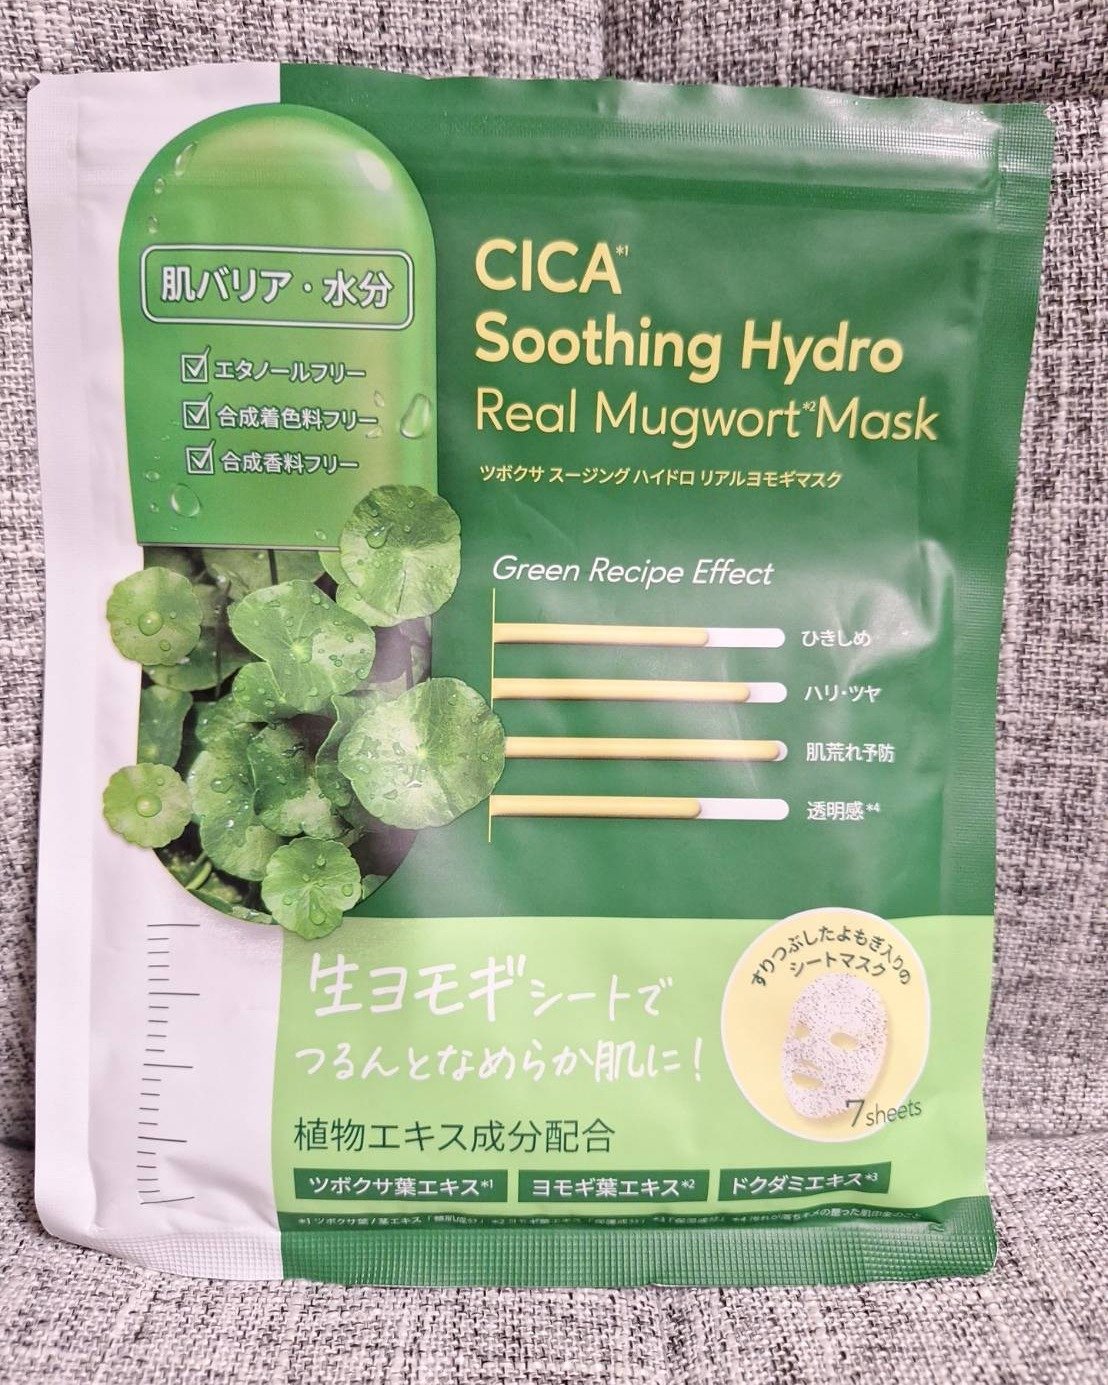 肌バリア・水分
エタノールフリー
合成着色料フリー
合成香料フリー
CICA*1
Soothing Hydro
Real Mugwort*2 Mask
ツボクサ スージング ハイドロ リアルヨモギマスク
Green Recipe Effect
ひきしめ
ハリ・ツヤ
肌荒れ予防
透明感*4
すりつぶしたよもぎ入りの
シートマスク
7sheets
生ヨモギシートで
つるんとなめらか肌に!
植物エキス成分配合
ツボクサ葉エキス*1
ヨモギ葉エキス*2
ドクダミエキス*3